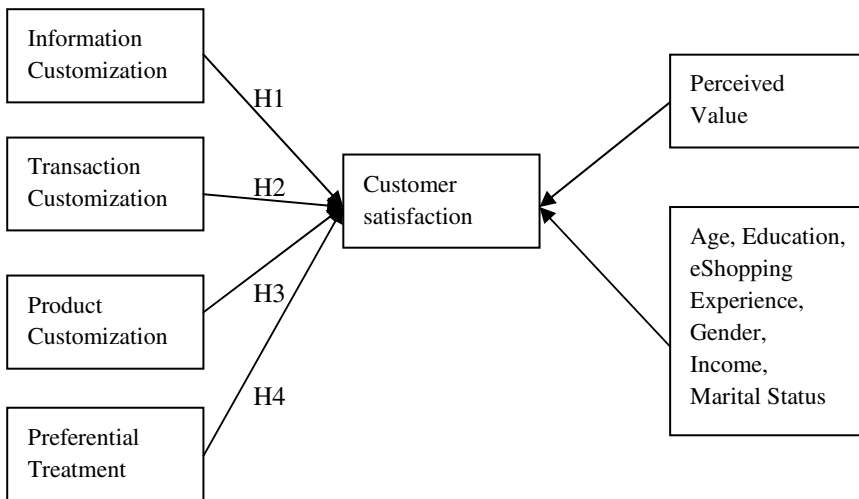 Information
Customization
H1
Transaction
Customization
H2
Product
Customization
H3
Preferential
Treatment
H4
Customer
satisfaction
Perceived
Value
Age, Education,
eShopping
Experience,
Gender,
Income,
Marital Status